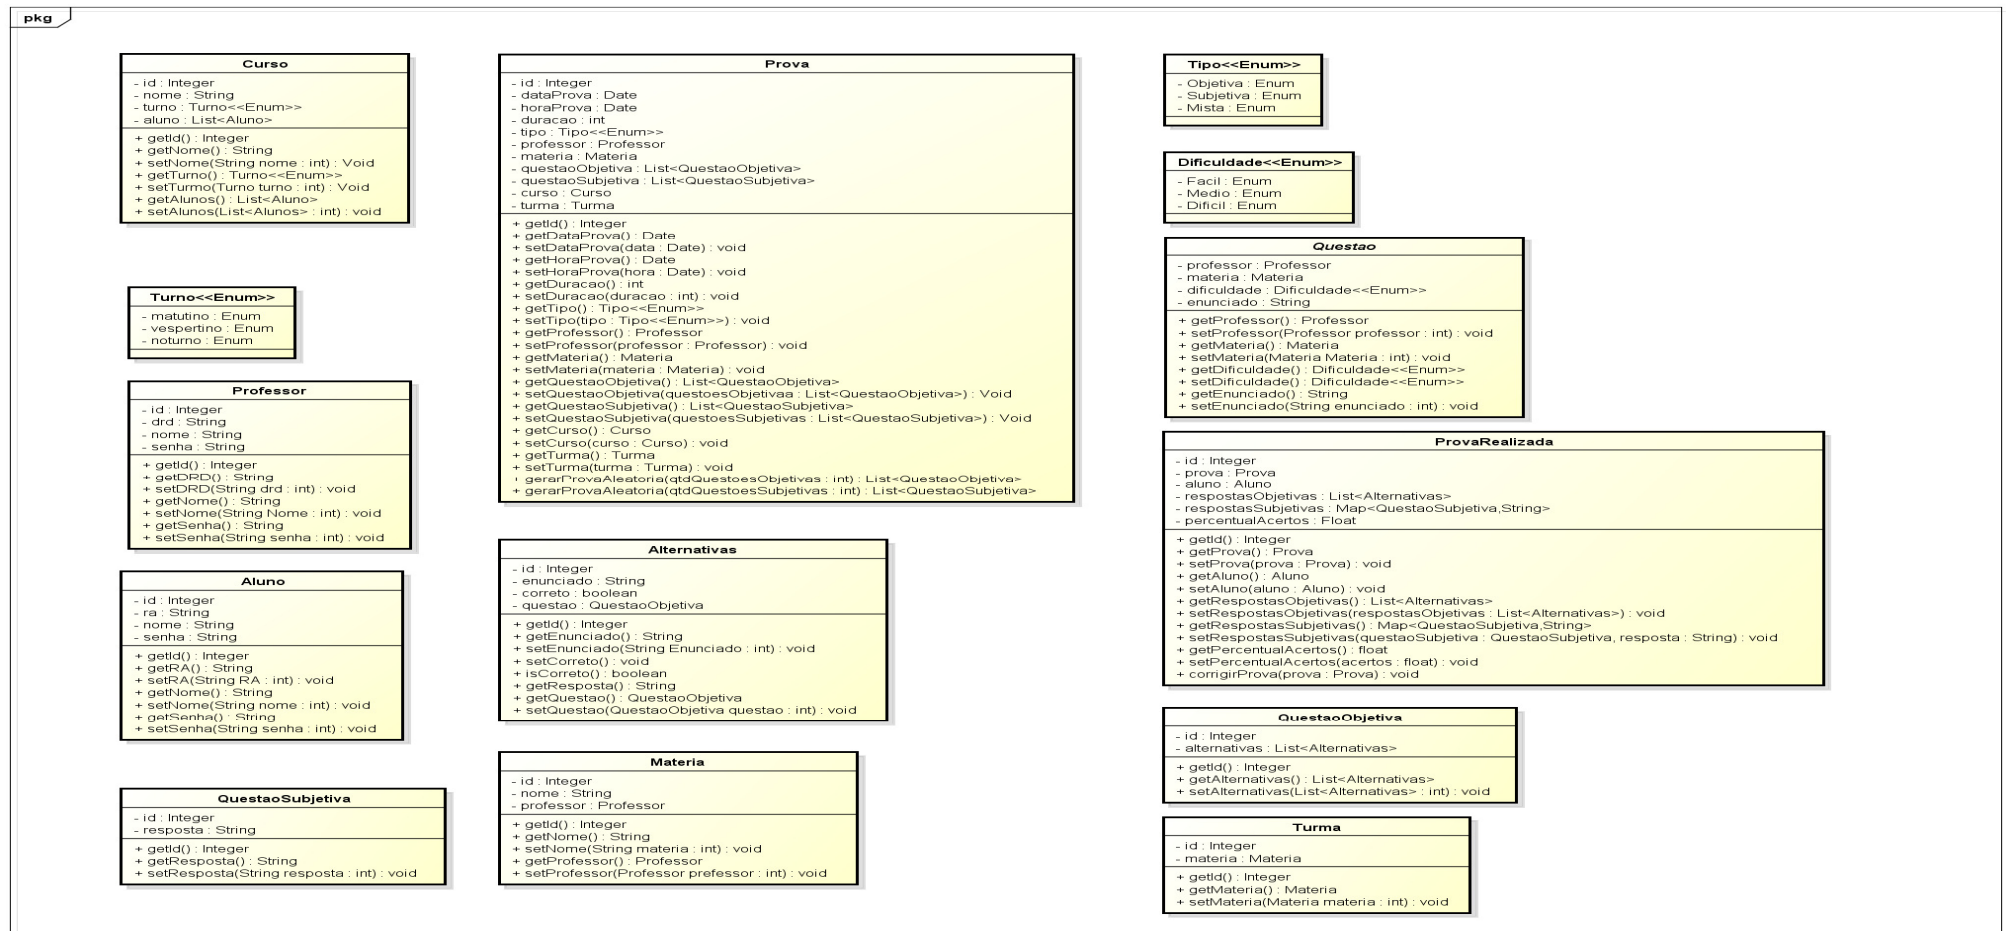 pkg
Curso
- id : Integer
- nome : String
- turno : Turno<<Enum>>
- aluno : List<Aluno>
+ getId() : Integer
+ getNome() : String
+ setNome(String nome : int) : Void
+ getTurno() : Turno<<Enum>>
+ setTurmo(Turno turno : int) : Void
+ getAlunos() : List<Aluno>
+ setAlunos(List<Alunos> : int) : void
Turno<<Enum>>
- matutino : Enum
- vespertino : Enum
- noturno : Enum
Professor
- id : Integer
- drd : String
- nome : String
- senha : String
+ getId() : Integer
+ getDRD() : String
+ setDRD(String drd : int) : void
+ getNome() : String
+ setNome(String Nome : int) : void
+ getSenha() : String
+ setSenha(String senha : int) : void
Aluno
- id : Integer
- ra : String
- nome : String
- senha : String
+ getId() : Integer
+ getRA() : String
+ setRA(String RA : int) : void
+ getNome() : String
+ setNome(String nome : int) : void
+ getSenha() : String
+ setSenha(String senha : int) : void
QuestaoSubjetiva
- id : Integer
- resposta : String
+ getId() : Integer
+ getResposta() : String
+ setResposta(String resposta : int) : void
Prova
- id : Integer
- dataProva : Date
- horaProva : Date
- duracao : int
- tipo : Tipo<<Enum>>
- professor : Professor
- materia : Materia
- questaoObjetiva : List<QuestaoObjetiva>
- questaoSubjetiva : List<QuestaoSubjetiva>
- curso : Curso
- turma : Turma
+ getId() : Integer
+ getDataProva() : Date
+ setDataProva(data : Date) : void
+ getHoraProva() : Date
+ setHoraProva(hora : Date) : void
+ getDuracao() : int
+ setDuracao(duracao : int) : void
+ getTipo() : Tipo<<Enum>>
+ setTipo(tipo : Tipo<<Enum>>) : void
+ getProfessor() : Professor
+ setProfessor(professor : Professor) : void
+ getMateria() : Materia
+ setMateria(materia : Materia) : void
+ getQuestaoObjetiva() : List<QuestaoObjetiva>
+ setQuestaoObjetiva(questoesObjetivaa : List<QuestaoObjetiva>) : Void
+ getQuestaoSubjetiva() : List<QuestaoSubjetiva>
+ setQuestaoSubjetiva(questoesSubjetivas : List<QuestaoSubjetiva>) : Void
+ getCurso() : Curso
+ setCurso(curso : Curso) : void
+ getTurma() : Turma
+ setTurma(turma : Turma) : void
+ gerarProvaAleatoria(qtdQuestoesObjetivas : int) : List<QuestaoObjetiva>
+ gerarProvaAleatoria(qtdQuestoesSubjetivas : int) : List<QuestaoSubjetiva>
Alternativas
- id : Integer
- enunciado : String
- correto : boolean
- questao : QuestaoObjetiva
+ getId() : Integer
+ getEnunciado() : String
+ setEnunciado(String Enunciado : int) : void
+ setCorreto() : void
+ isCorreto() : boolean
+ getResposta() : String
+ getQuestao() : QuestaoObjetiva
+ setQuestao(QuestaoObjetiva questao : int) : void
Materia
- id : Integer
- nome : String
- professor : Professor
+ getId() : Integer
+ getNome() : String
+ setNome(String materia : int) : void
+ getProfessor() : Professor
+ setProfessor(Professor prefessor : int) : void
Tipo<<Enum>>
- Objetiva : Enum
- Subjetiva : Enum
- Mista : Enum
Dificuldade<<Enum>>
- Facil : Enum
- Medio : Enum
- Dificil : Enum
Questao
- professor : Professor
- materia : Materia
- dificuldade : Dificuldade<<Enum>>
- enunciado : String
+ getProfessor() : Professor
+ setProfessor(Professor professor : int) : void
+ getMateria() : Materia
+ setMateria(Materia Materia : int) : void
+ getDificuldade() : Dificuldade<<Enum>>
+ setDificuldade() : Dificuldade<<Enum>>
+ getEnunciado() : String
+ setEnunciado(String enunciado : int) : void
ProvaRealizada
- id : Integer
- prova : Prova
- aluno : Aluno
- respostasObjetivas : List<Alternativas>
- respostasSubjetivas : Map<QuestaoSubjetiva,String>
- percentualAcertos : Float
+ getId() : Integer
+ getProva() : Prova
+ setProva(prova : Prova) : void
+ getAluno() : Aluno
+ setAluno(aluno : Aluno) : void
+ getRespostasObjetivas() : List<Alternativas>
+ setRespostasObjetivas(respostasObjetivas : List<Alternativas>) : void
+ getRespostasSubjetivas() : Map<QuestaoSubjetiva,String>
+ setRespostasSubjetivas(questaoSubjetiva : QuestaoSubjetiva, resposta : String) : void
+ getPercentualAcertos() : float
+ setPercentualAcertos(acertos : float) : void
+ corrigirProva(prova : Prova) : void
QuestaoObjetiva
- id : Integer
- alternativas : List<Alternativas>
+ getId() : Integer
+ getAlternativas() : List<Alternativas>
+ setAlternativas(List<Alternativas> : int) : void
Turma
- id : Integer
- materia : Materia
+ getId() : Integer
+ getMateria() : Materia
+ setMateria(Materia materia : int) : void